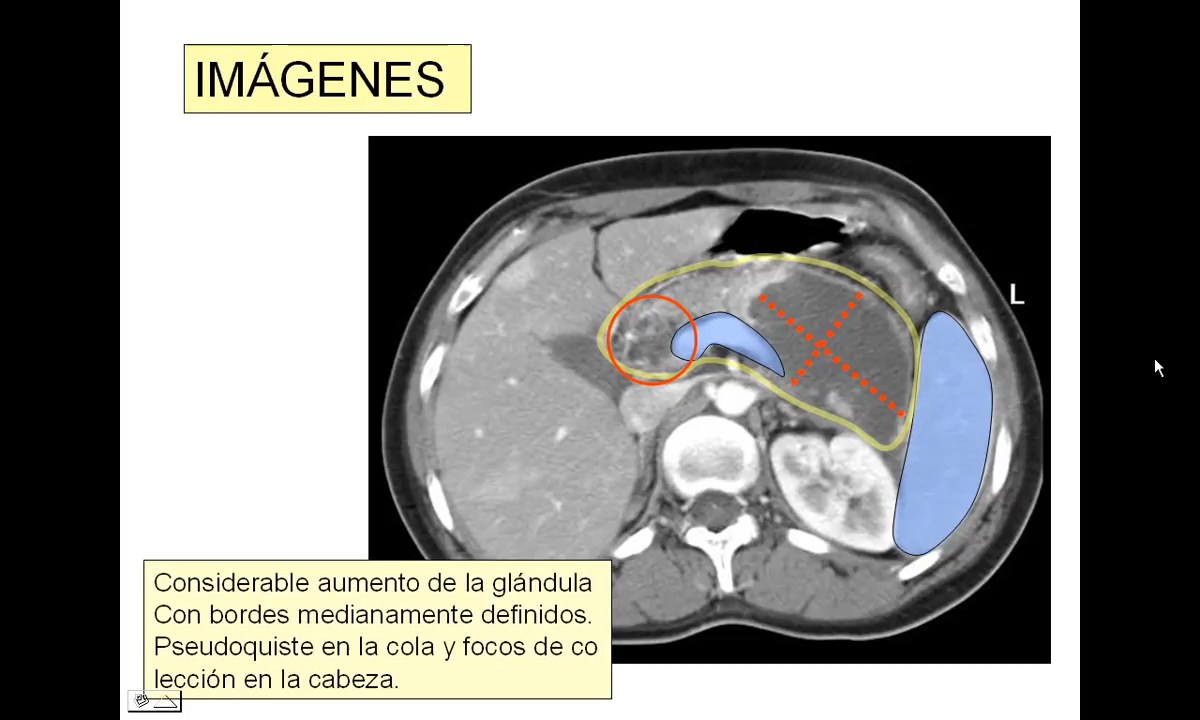 IMÁGENES
L
Considerable aumento de la glándula
Con bordes medianamente definidos.
Pseudoquiste en la cola y focos de co
lección en la cabeza.